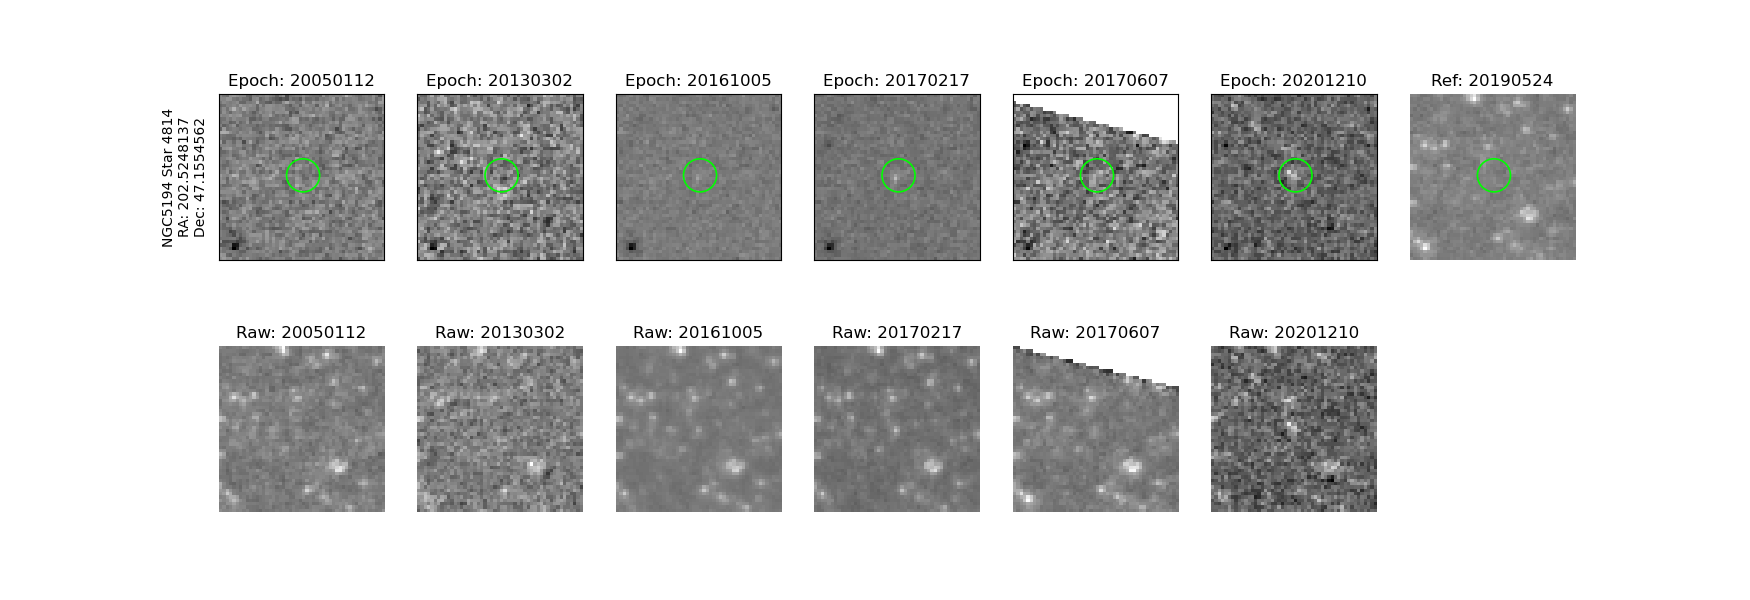 NGC5194 Star 4814
RA: 202.5248137
Dec: 47.1554562
Epoch: 20050112
Epoch: 20130302
Epoch: 20161005
Epoch: 20170217
Epoch: 20170607
Epoch: 20201210
Ref: 20190524
Raw: 20050112
Raw: 20130302
Raw: 20161005
Raw: 20170217
Raw: 20170607
Raw: 20201210